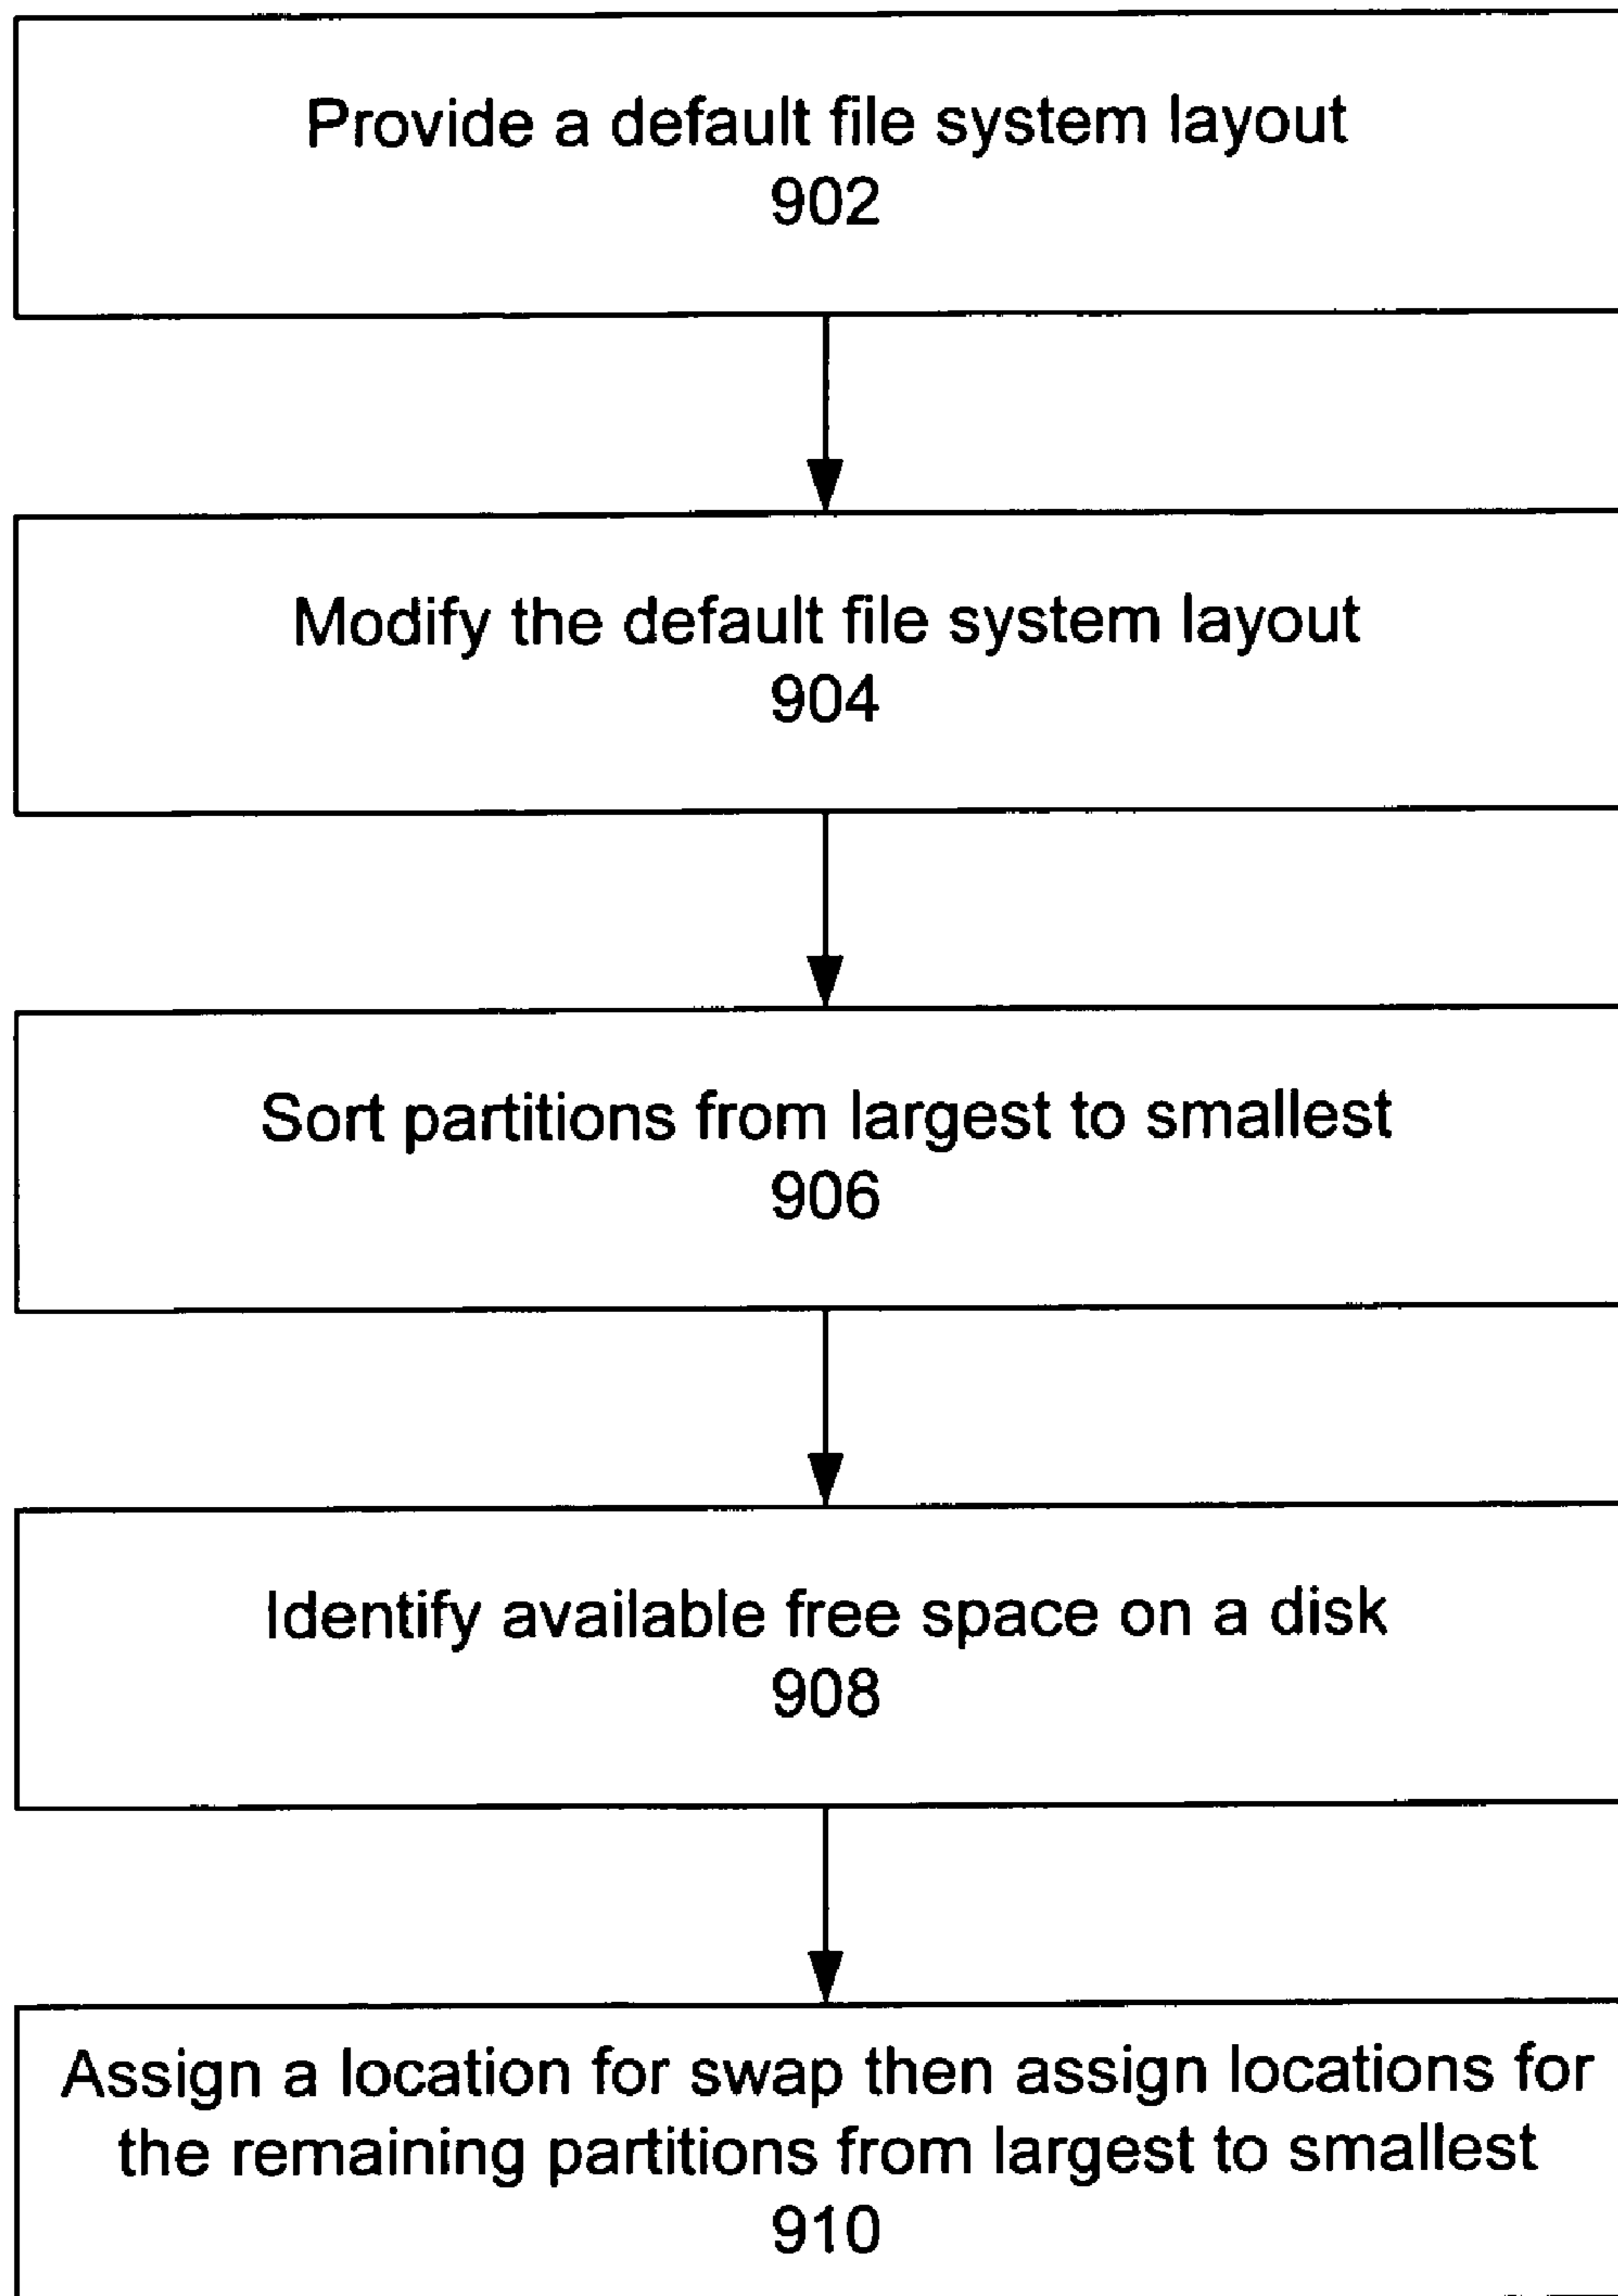 Provide a default file system layout
902
Modify the default file system layout
904
Sort partitions from largest to smallest
906
Identify available free space on a disk
908
Assign a location for swap then assign locations for
the remaining partitions from largest to smallest
910